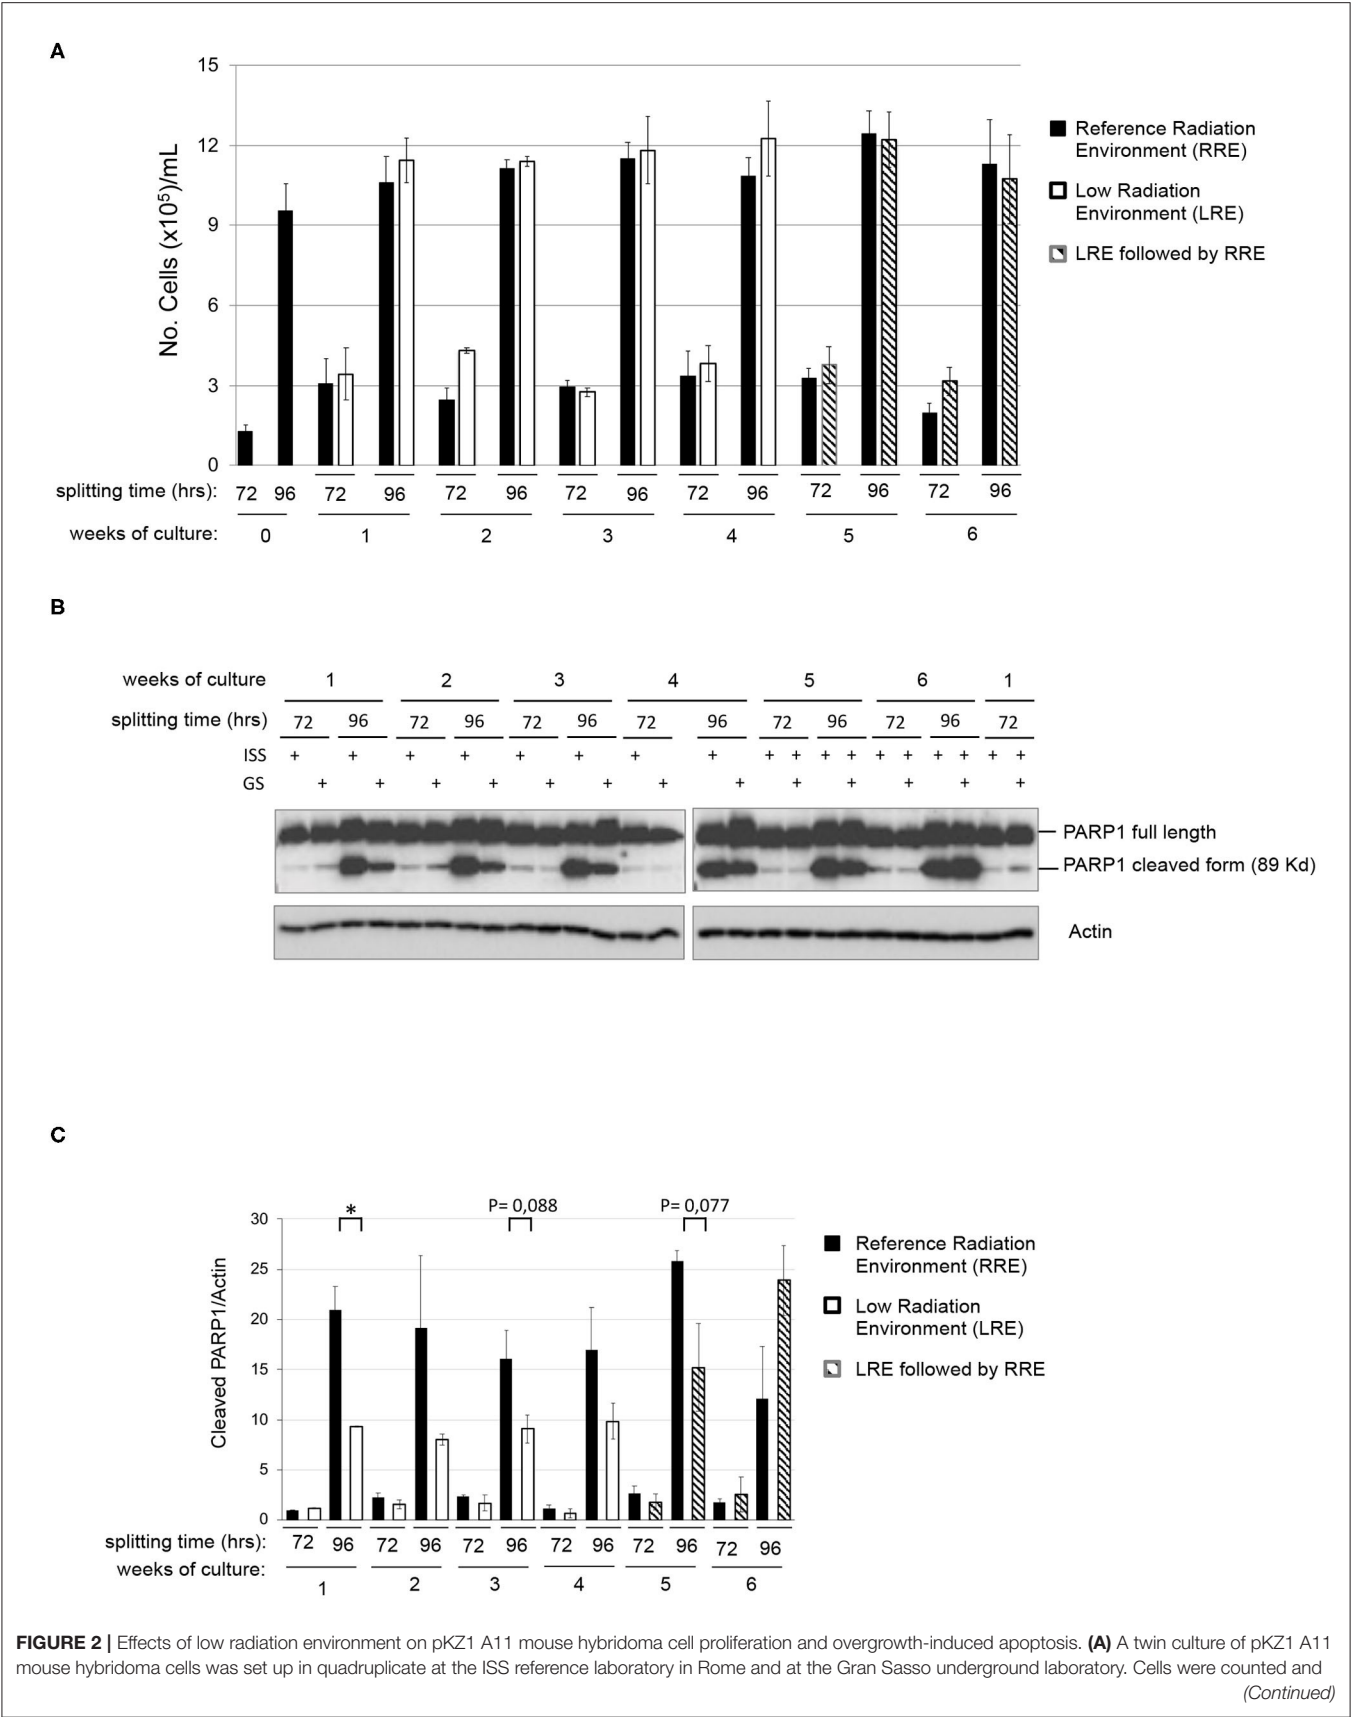 A
15
12
9
6
3
0
No. Cells (x10⁵)/mL
Reference Radiation
Environment (RRE)
Low Radiation
Environment (LRE)
LRE followed by RRE
splitting time (hrs): 72 96 72 96 72 96 72 96 72 96 72 96 72 96
weeks of culture: 0 1 2 3 4 5 6
B
weeks of culture 1 2 3 4 5 6 1
splitting time (hrs) 72 96 72 96 72 96 72 96 72 96 72 96 72
ISS + + + + + + + + + + + + + + + + + +
GS + + + + + + + + + + + + +
PARP1 full length
PARP1 cleaved form (89 Kd)
Actin
C
* P= 0,088 P= 0,077
30
25
20
15
10
5
0
Cleaved PARP1/Actin
Reference Radiation
Environment (RRE)
Low Radiation
Environment (LRE)
LRE followed by RRE
splitting time (hrs): 72 96 72 96 72 96 72 96 72 96 72 96
weeks of culture: 1 2 3 4 5 6
FIGURE 2 | Effects of low radiation environment on pKZ1 A11 mouse hybridoma cell proliferation and overgrowth-induced apoptosis. (A) A twin culture of pKZ1 A11
mouse hybridoma cells was set up in quadruplicate at the ISS reference laboratory in Rome and at the Gran Sasso underground laboratory. Cells were counted and
(Continued)